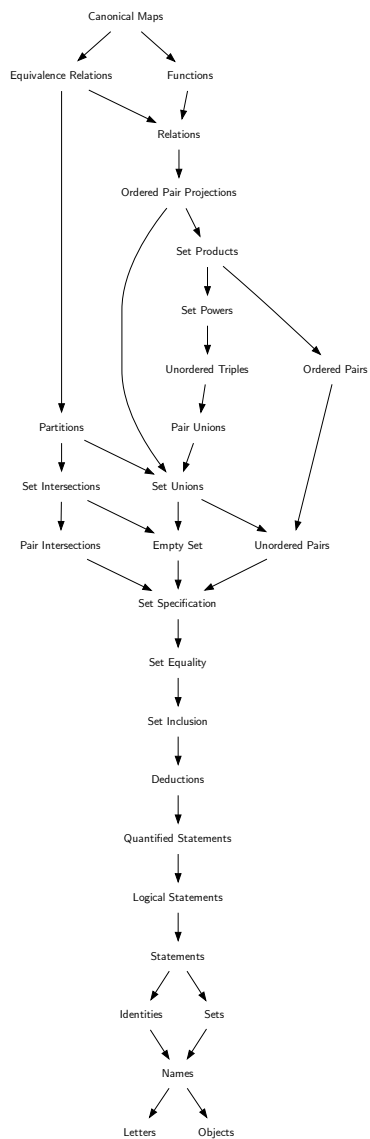 Canonical Maps
Equivalence Relations
Functions
Relations
Ordered Pair Projections
Set Products
Set Powers
Unordered Triples
Ordered Pairs
Partitions
Pair Unions
Set Intersections
Set Unions
Pair Intersections
Empty Set
Unordered Pairs
Set Specification
Set Equality
Set Inclusion
Deductions
Quantified Statements
Logical Statements
Statements
Identities
Sets
Names
Letters
Objects